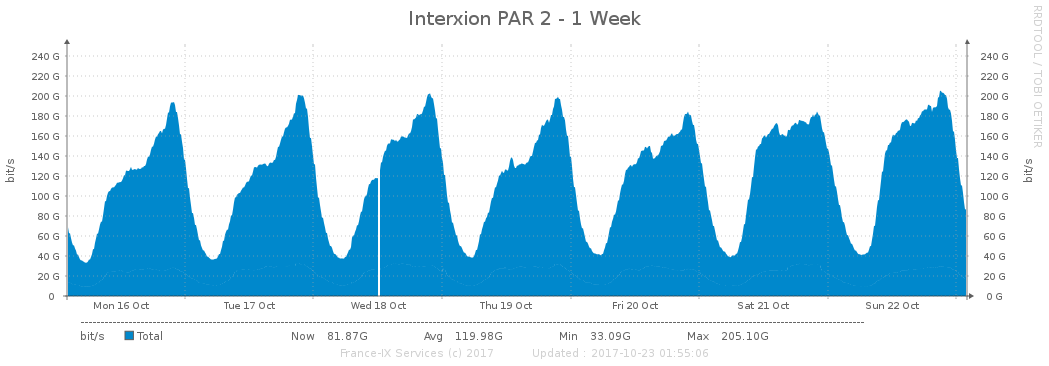 Interxion PAR 2 - 1 Week
RRDTOOL / TOBI OETIKER
240 G 240 G
220 G 220 G
200 G 200 G
180 G 180 G
160 G 160 G
140 G 140 G
120 G 120 G
100 G 100 G
80 G 80 G
60 G 60 G
40 G 40 G
20 G 20 G
0 0 G
bit/s bit/s
Mon 16 Oct Tue 17 Oct Wed 18 Oct Thu 19 Oct Fri 20 Oct Sat 21 Oct Sun 22 Oct
bit/s Total Now 81.87G Avg 119.98G Min 33.09G Max 205.10G
France-IX Services (c) 2017 Updated : 2017-10-23 01:55:06